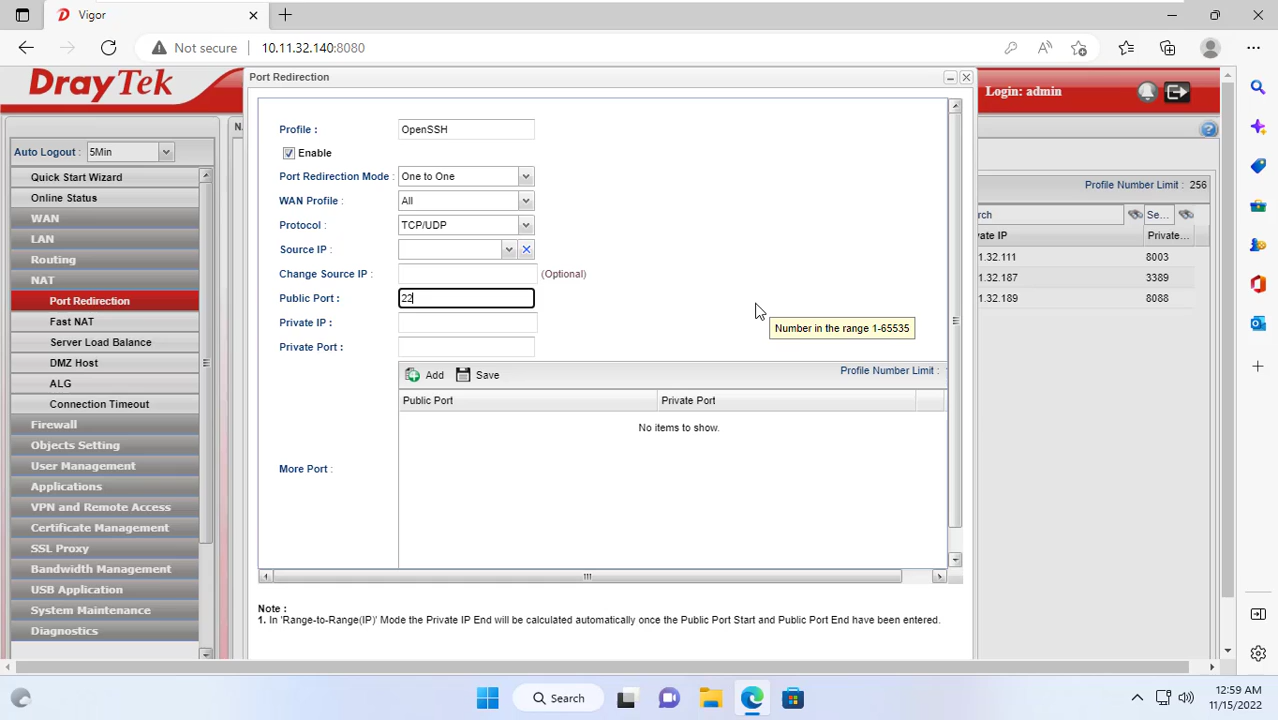 Vigor
Not secure 10.11.32.140:8080
DrayTek
Port Redirection
Login: admin
Auto Logout : 5Min
Quick Start Wizard
Online Status
WAN
LAN
Routing
NAT
Port Redirection
Fast NAT
Server Load Balance
DMZ Host
ALG
Connection Timeout
Firewall
Objects Setting
User Management
Applications
VPN and Remote Access
Certificate Management
SSL Proxy
Bandwidth Management
USB Application
System Maintenance
Diagnostics
Profile : OpenSSH
Enable
Port Redirection Mode : One to One
WAN Profile : All
Protocol : TCP/UDP
Source IP :
Change Source IP : (Optional)
Public Port : 22
Number in the range 1-65535
Private IP :
Private Port :
Add Save Profile Number Limit :
Public Port Private Port
No items to show.
More Port :
Note :
1. In 'Range-to-Range(IP)' Mode the Private IP End will be calculated automatically once the Public Port Start and Public Port End have been entered.
Profile Number Limit : 256
rch Se...
ate IP Private...
1.32.111 8003
1.32.187 3389
1.32.189 8088
Search
12:59 AM
11/15/2022